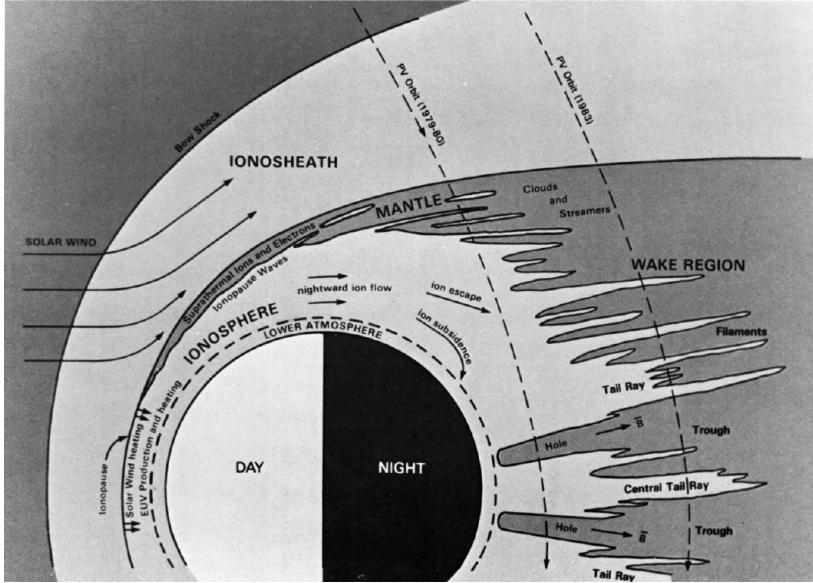 Bow Shock
PV Orbit (1979-80)
PV Orbit (1983)
IONOSHEATH
SOLAR WIND
MANTLE
Clouds
and
Streamers
Suprathermal Ions and Electrons
Ionopause Waves
WAKE REGION
nightward ion flow
ion escape
IONOSPHERE
ion subsidence
LOWER ATMOSPHERE
Filaments
Tail Ray
B
Trough
Hole
Ionopause
Solar Wind heating
EUV Production and heating
DAY
NIGHT
Central Tail Ray
Hole
B
Trough
Tail Ray